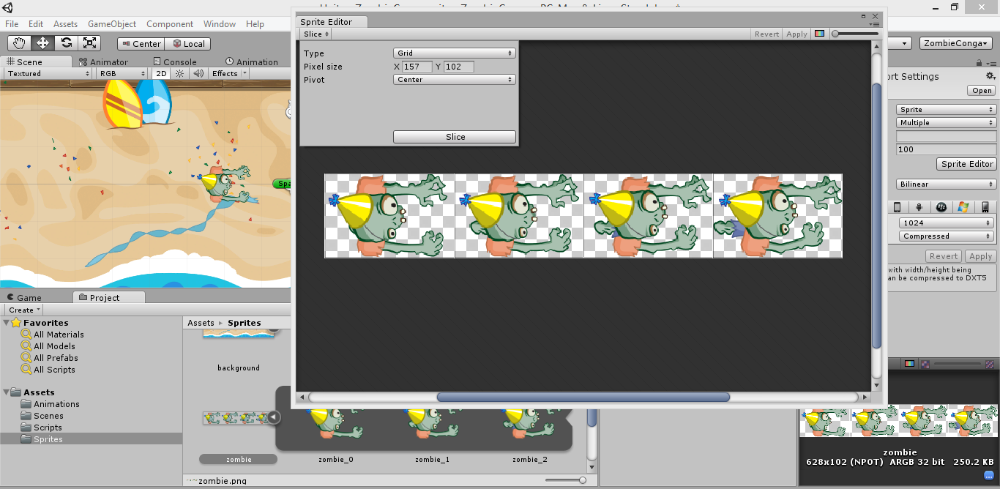 File Edit Assets GameObject Component Window Help
Center Local
Scene Animator Console Animation
Textured RGB 2D Effects
Spa
Sprite Editor
Slice Revert Apply
Type Grid
Pixel size X 157 Y 102
Pivot Center
Slice
ZombieConga
ort Settings
Open
Sprite
Multiple
100
Sprite Editor
Bilinear
1024
Compressed
Revert Apply
with width/height being
an be compressed to DXT5
Game Project
Create
Favorites
All Materials
All Models
All Prefabs
All Scripts
Assets
Animations
Scenes
Scripts
Sprites
Assets Sprites
background
zombie zombie_0 zombie_1 zombie_2
zombie.png
zombie
628x102 (NPOT) ARGB 32 bit 250.2 KB